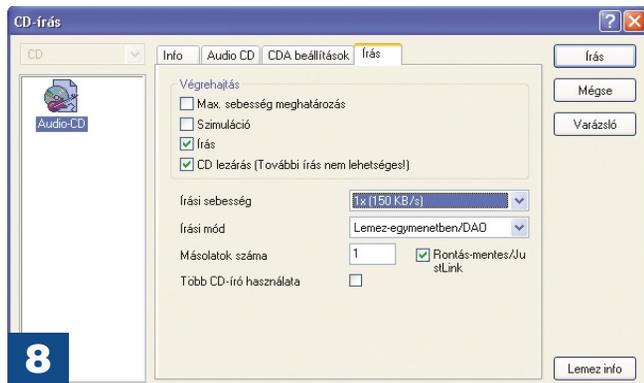 CD-írás
CD
Audio-CD
Info
Audio CD
CDA beállítások
Írás
Végrehajtás
Max. sebesség meghatározás
Szimuláció
Írás
CD lezárás (További írás nem lehetséges!)
Írási sebesség
1x (150 KB/s)
Írási mód
Lemez-egymenetben/DAO
Másolatok száma
1
Rontás-mentes/Ju
stLink
Több CD-író használata
Írás
Mégse
Varázsló
Lemez info
8